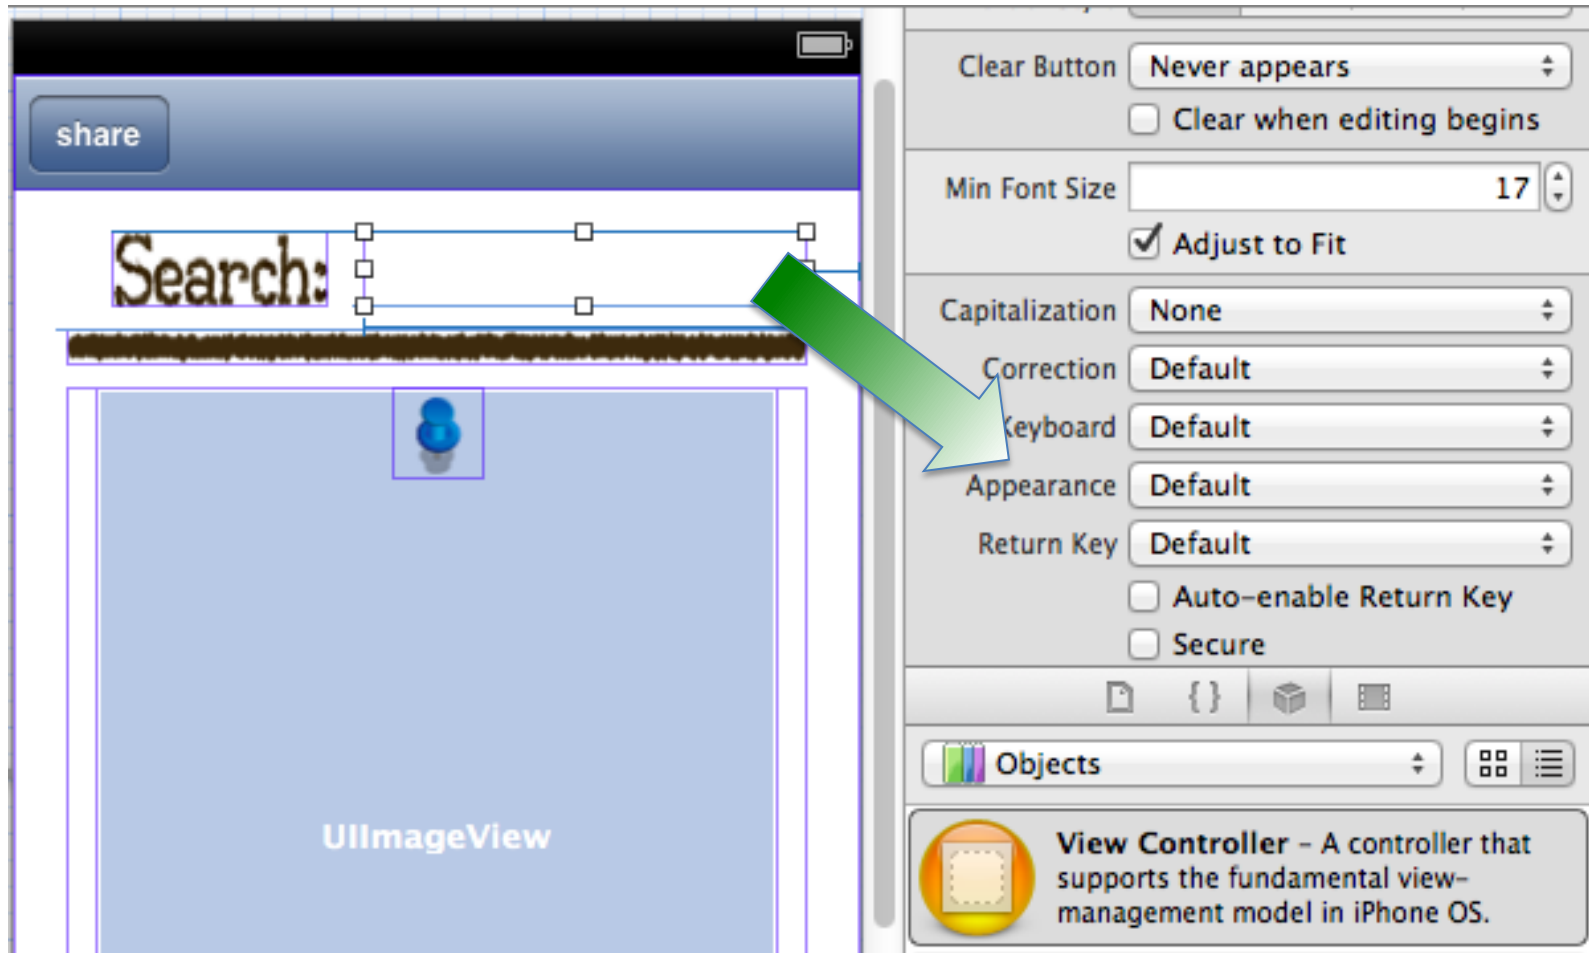 share
Search:
UIImageView
Clear Button Never appears
Clear when editing begins
Min Font Size 17
Adjust to Fit
Capitalization None
Correction Default
Keyboard Default
Appearance Default
Return Key Default
Auto-enable Return Key
Secure
{ }
Objects
View Controller - A controller that
supports the fundamental view-
management model in iPhone OS.